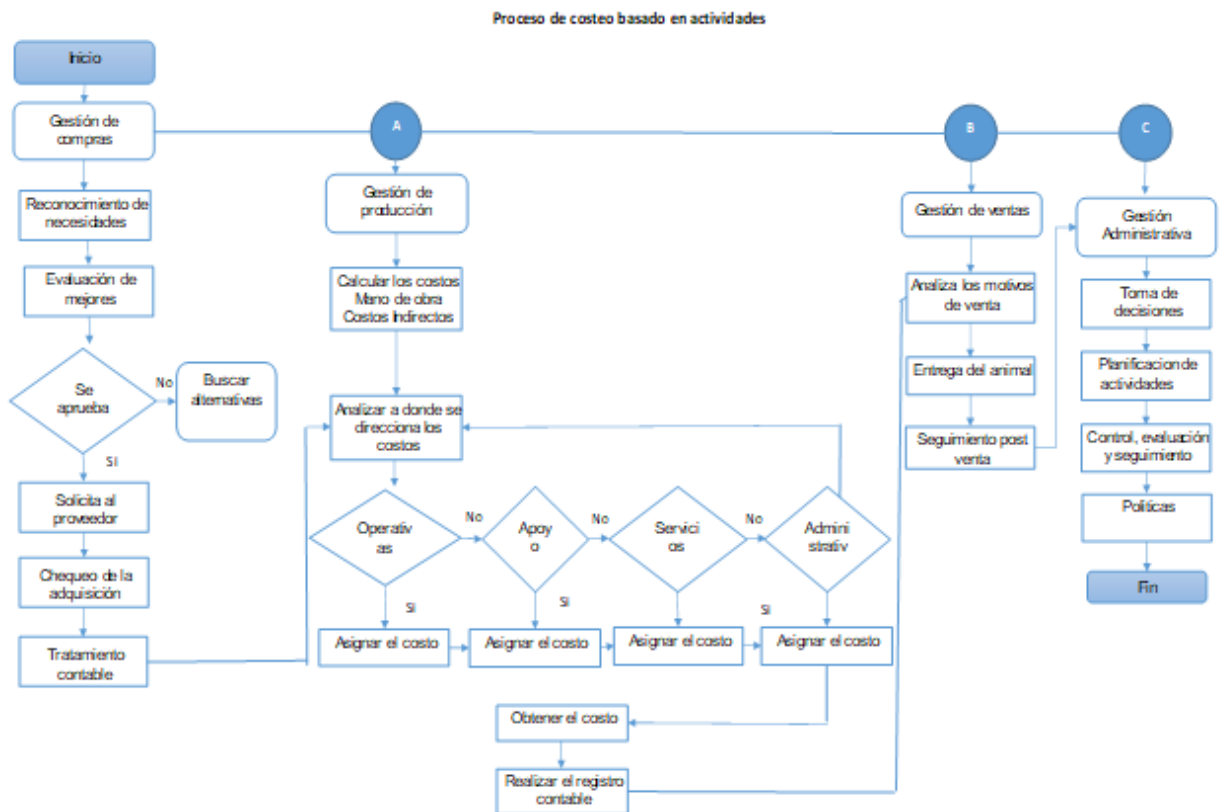 Proceso de costeo basado en actividades
Inicio
Gestión de
compras
Reconocimiento de
necesidades
Evaluación de
mejores
Se
aprueba
No
Buscar
alternativas
SI
Solicita al
proveedor
Chequeo de la
adquisición
Tratamiento
contable
A
Gestión de
producción
Calcular los costos
Mano de obra
Costos Indirectos
Analizar a donde se
direcciona los
costos
Operativ
as
No
Apoy
o
No
Servici
os
No
Admini
strativ
SI
SI
SI
Asignar el costo
Asignar el costo
Asignar el costo
Asignar el costo
Obtener el costo
Realizar el registro
contable
B
Gestión de ventas
Analiza los motivos
de venta
Entrega del animal
Seguimiento post
venta
C
Gestión
Administrativa
Toma de
decisiones
Planificacion de
actividades
Control, evaluación
y seguimiento
Politicas
Fin